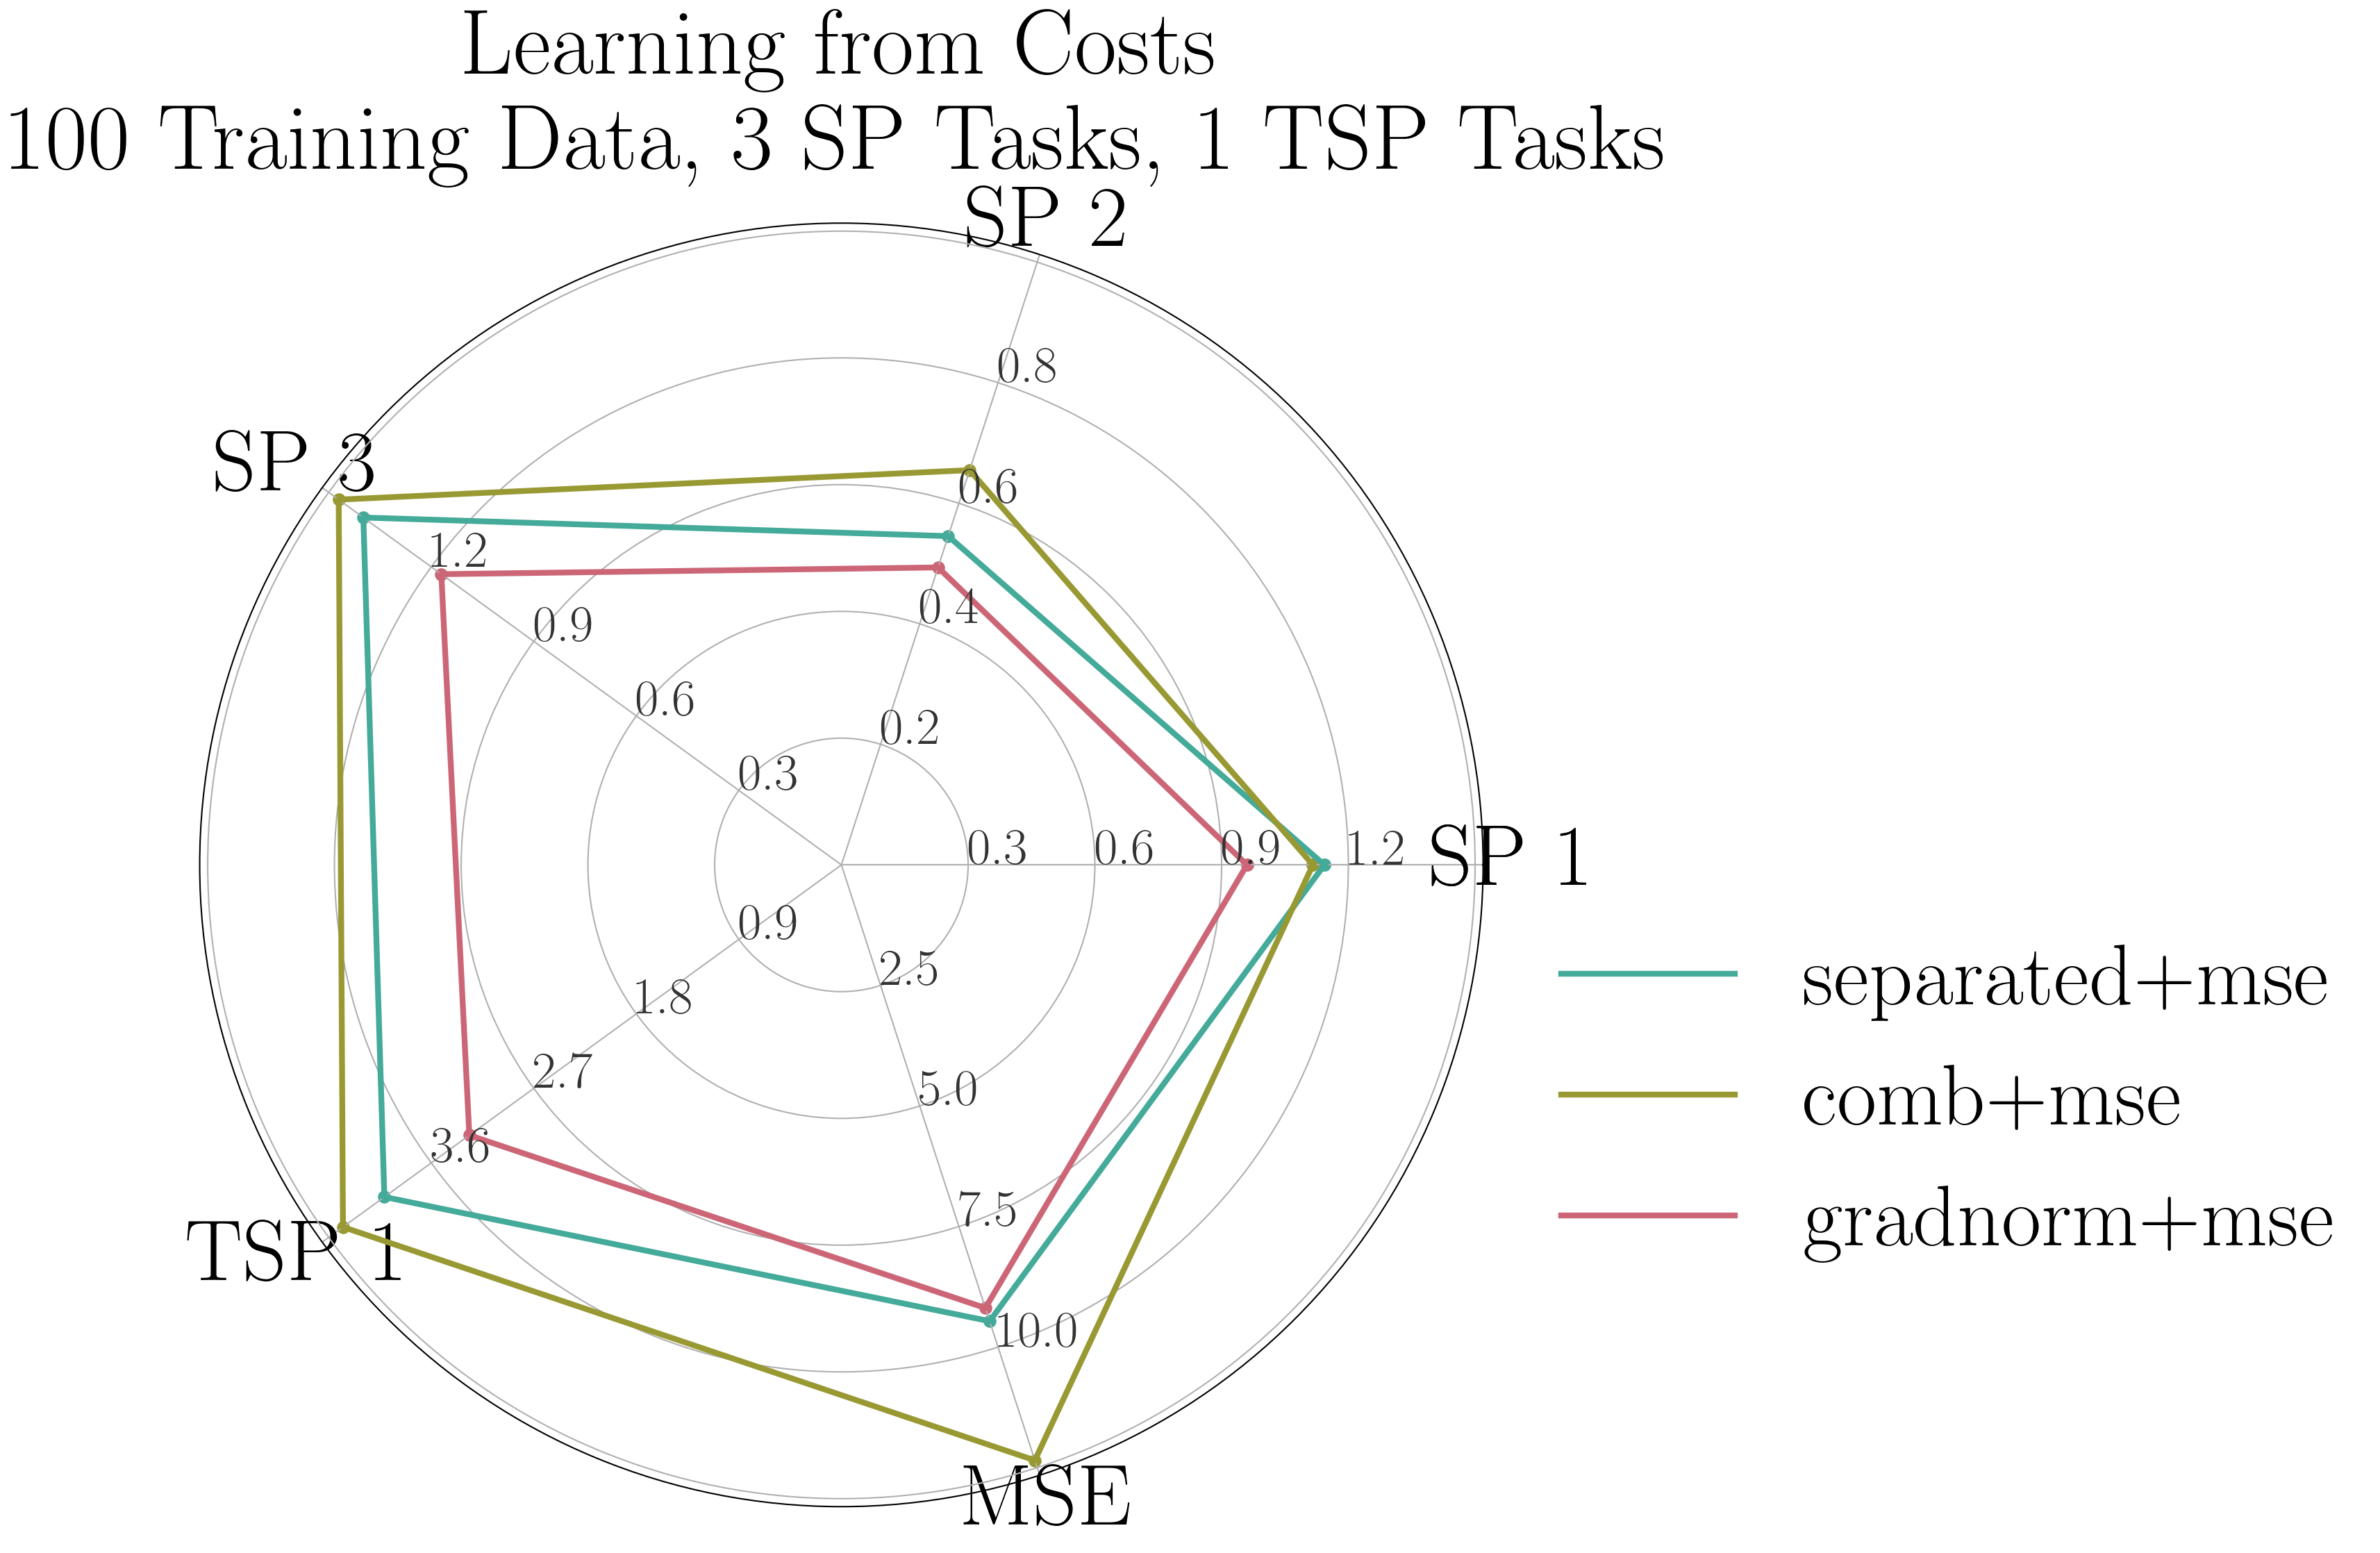 Learning from Costs
100 Training Data, 3 SP Tasks, 1 TSP Tasks
SP 2
0.8
SP 3
0.6
1.2
0.4
0.9
0.6
0.2
0.3
0.3 0.6 0.9 1.2 SP 1
0.9
2.5
separated+mse
1.8
2.7
5.0
comb+mse
3.6
7.5
gradnorm+mse
TSP 1
10.0
MSE